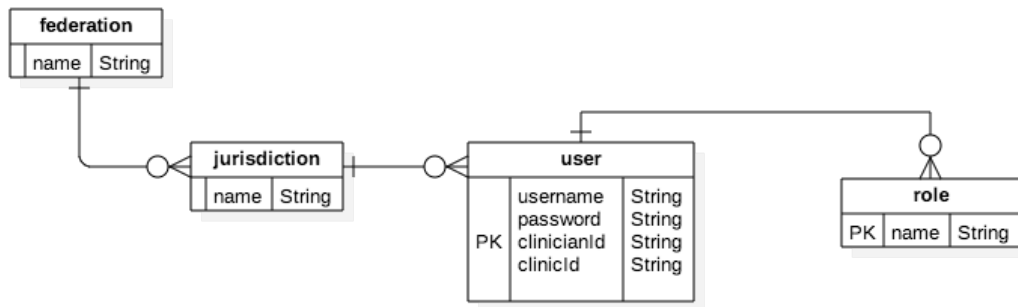 federation
name String
jurisdiction
name String
user
username String
password String
PK clinicianId String
clinicId String
role
PK name String